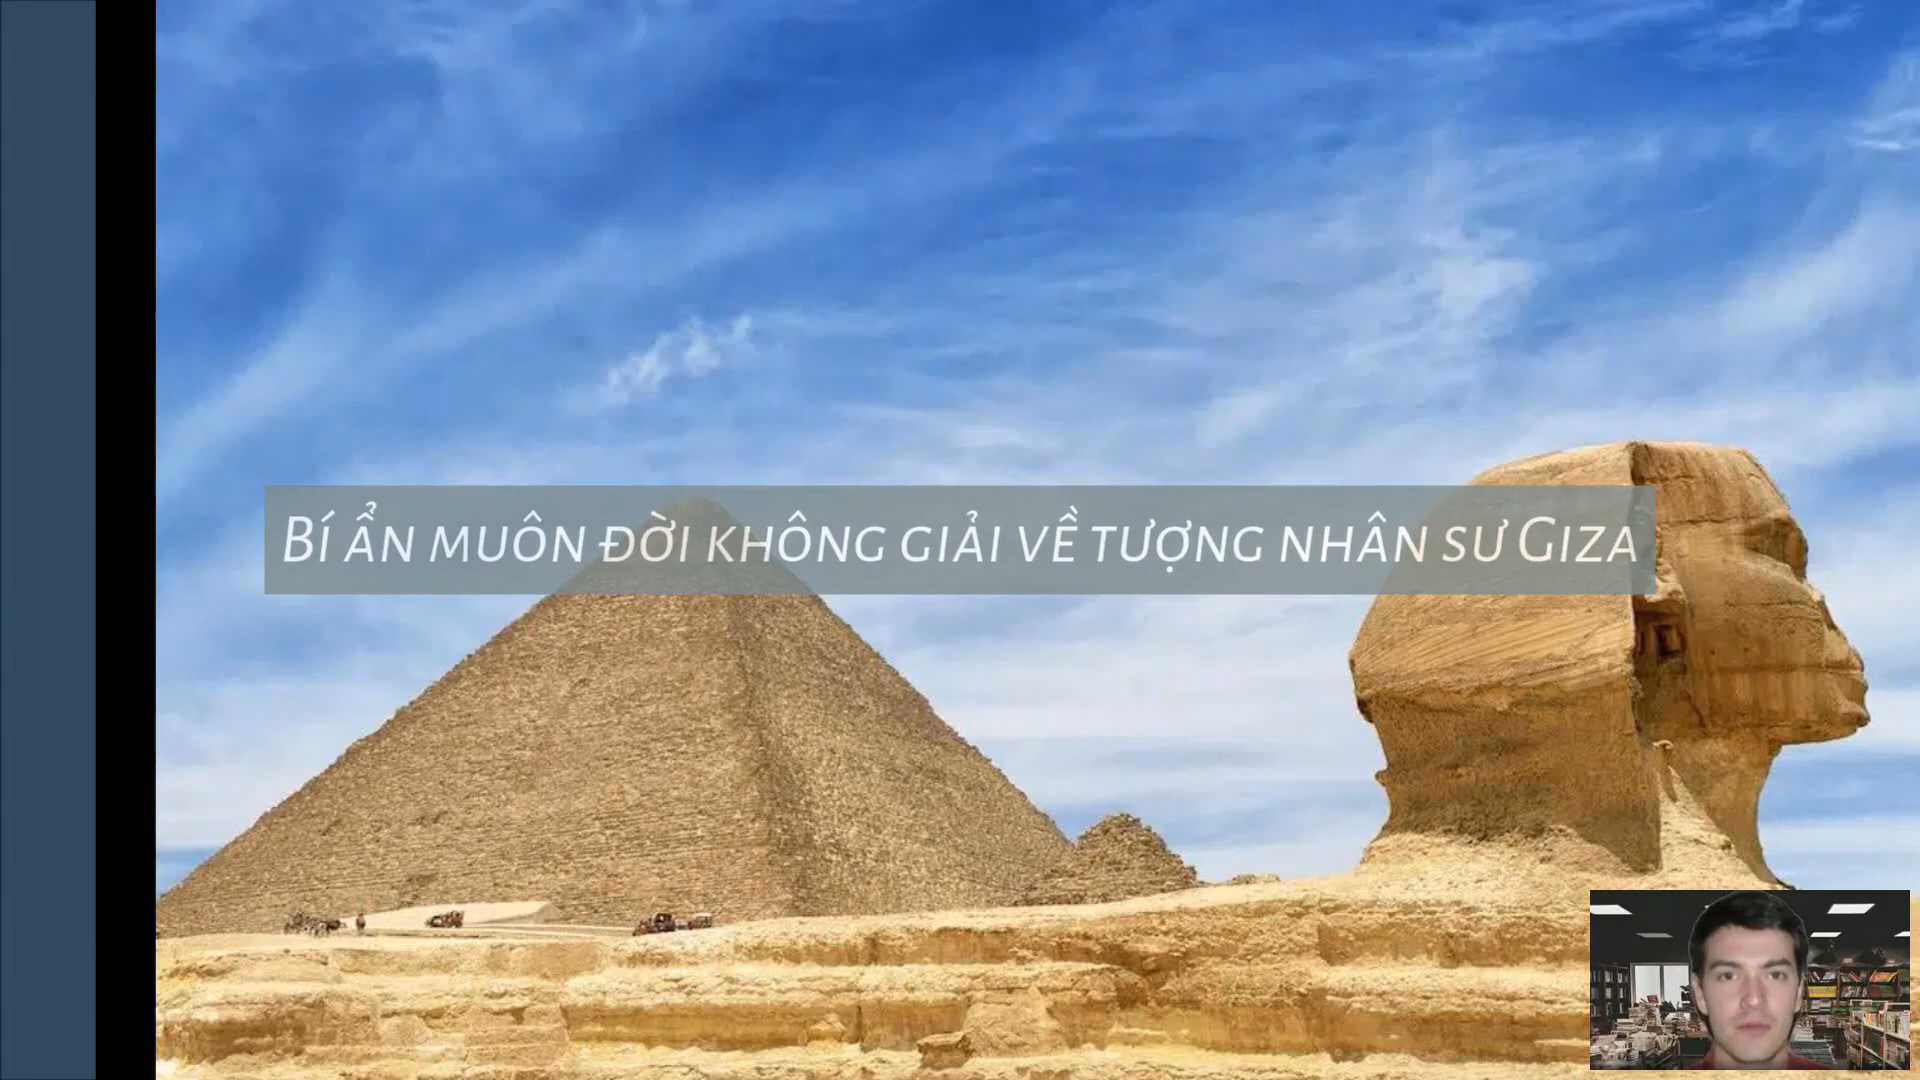 Bí ẩn muôn đời không giải về tượng nhân sư Giza